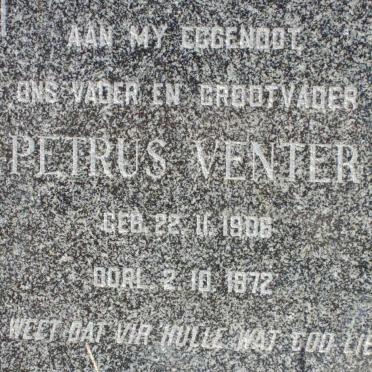 AAN MY EGGENOOT,
ONS VADER EN GROOTVADER
PETRUS VENTER
GEB. 22. 11. 1906
OORL. 2. 10. 1972
WEET DAT VIR HULLE WAT GOD LIE